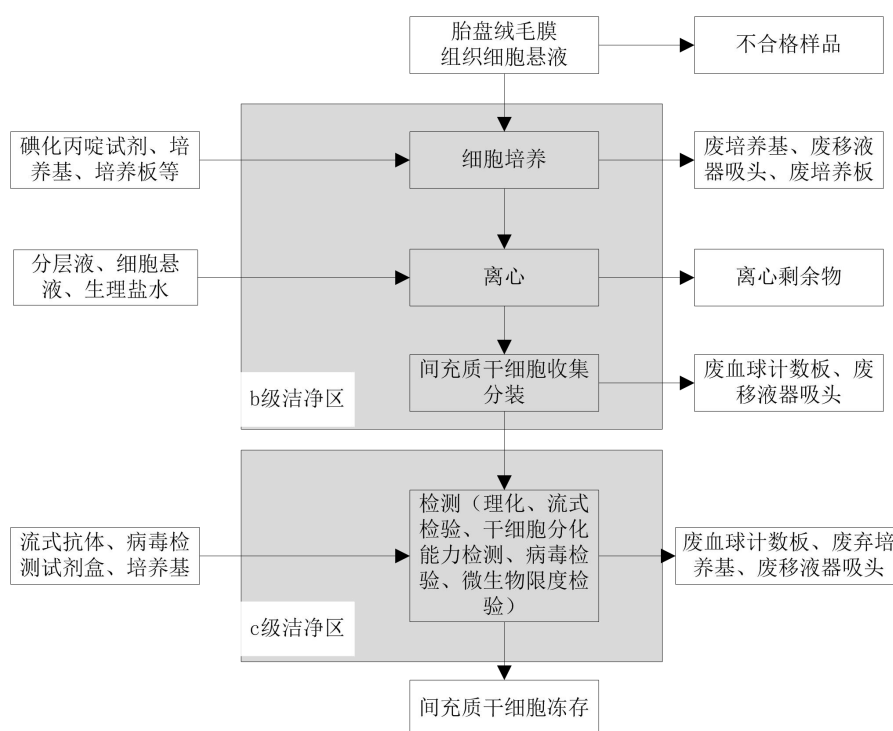 胎盘绒毛膜
组织细胞悬液
不合格样品
碘化丙啶试剂、培
养基、培养板等
细胞培养
废培养基、废移液
器吸头、废培养板
分层液、细胞悬
液、生理盐水
离心
离心剩余物
间充质干细胞收集
分装
废血球计数板、废
移液器吸头
b级洁净区
流式抗体、病毒检
测试剂盒、培养基
检测（理化、流式
检验、干细胞分化
能力检测、病毒检
验、微生物限度检
验）
废血球计数板、废弃培
养基、废移液器吸头
c级洁净区
间充质干细胞冻存